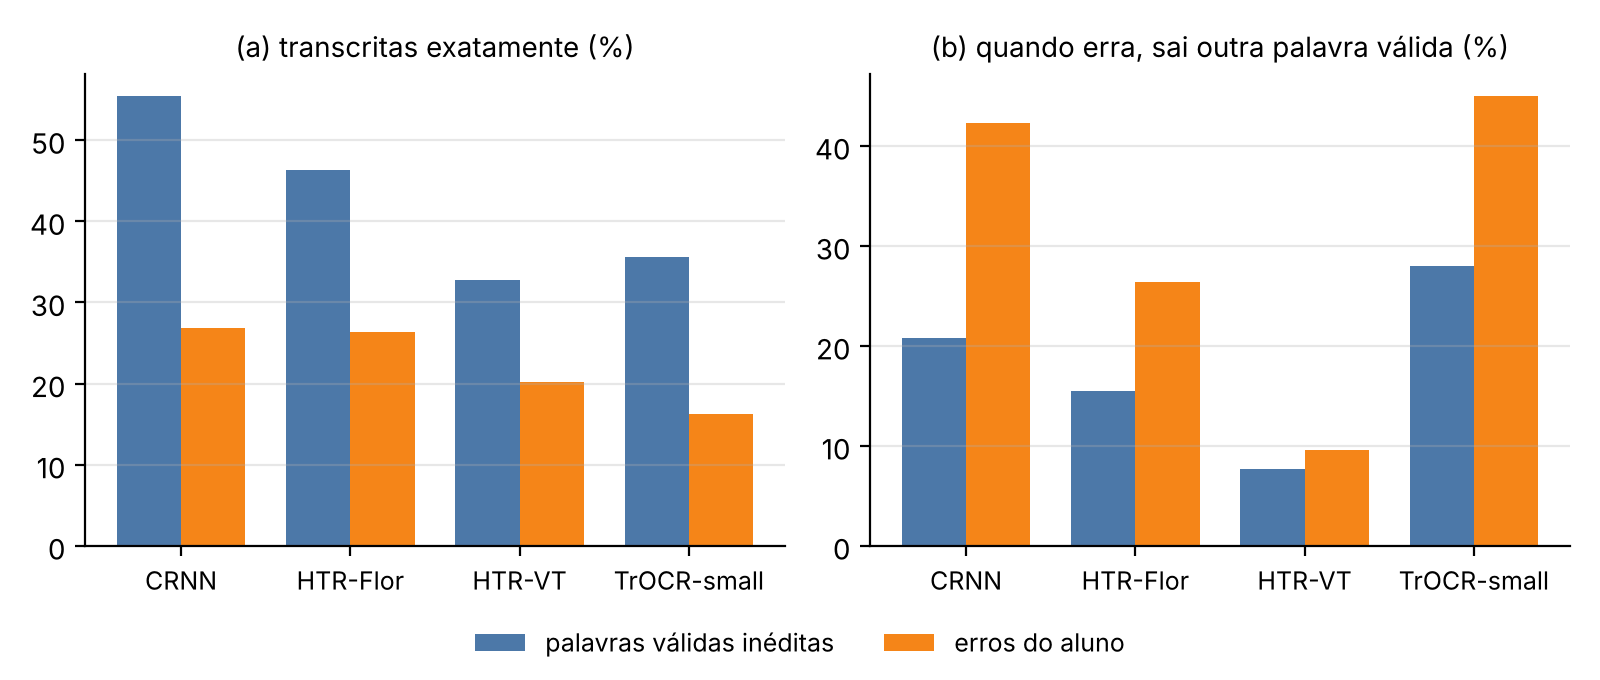 (a) transcritas exatamente (%)
50
40
30
20
10
0
CRNN HTR-Flor HTR-VT TrOCR-small
(b) quando erra, sai outra palavra válida (%)
40
30
20
10
0
CRNN HTR-Flor HTR-VT TrOCR-small
palavras válidas inéditas erros do aluno